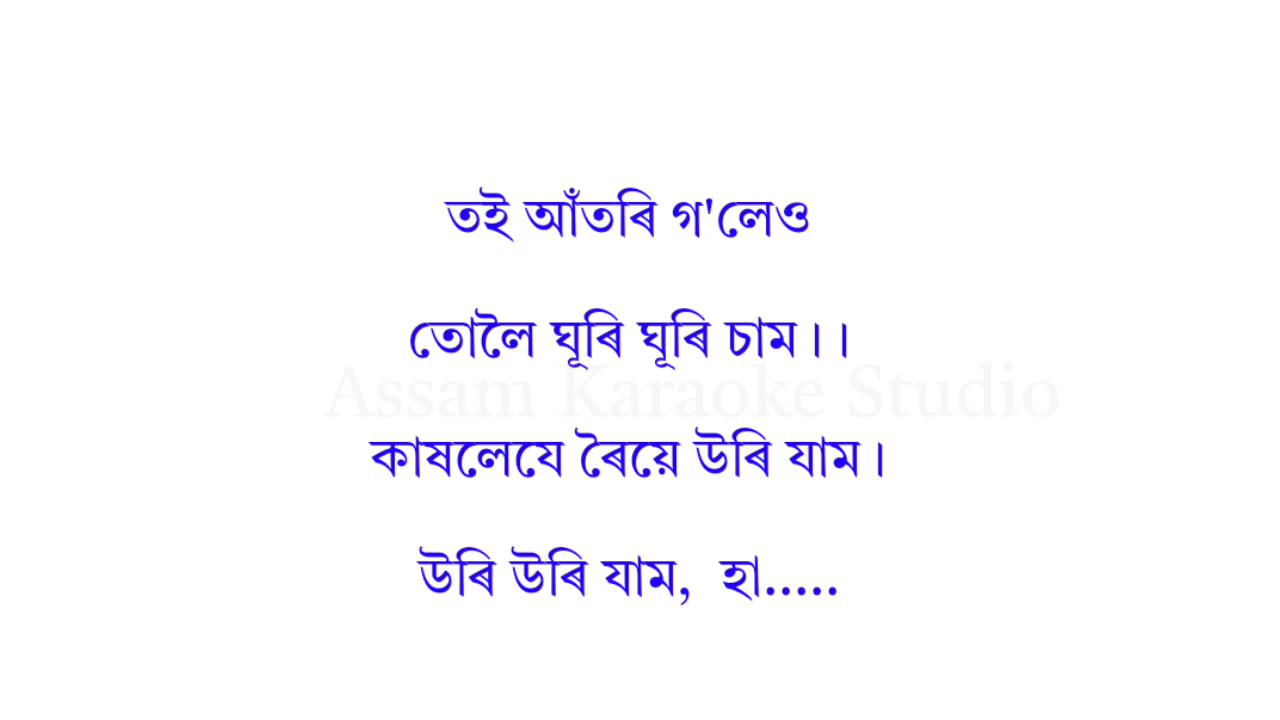 তই আঁতৰি গ'লেও
তোলৈ ঘূৰি ঘূৰি চাম।।
Assam Karaoke Studio
কাষলেযে ৰৈয়ে উৰি যাম।
উৰি উৰি যাম, হা.....